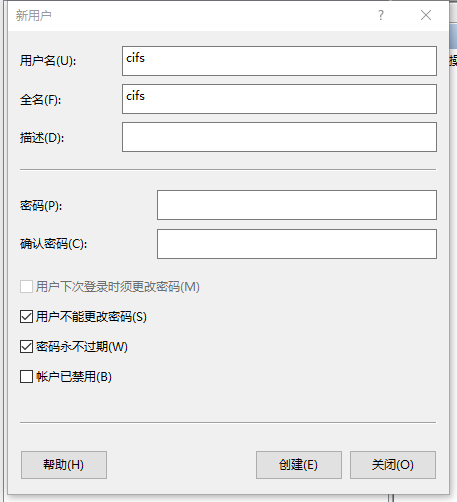 新用户
?
用户名(U):
cifs
全名(F):
cifs
描述(D):
密码(P):
确认密码(C):
用户下次登录时须更改密码(M)
用户不能更改密码(S)
密码永不过期(W)
帐户已禁用(B)
帮助(H) 创建(E) 关闭(O)